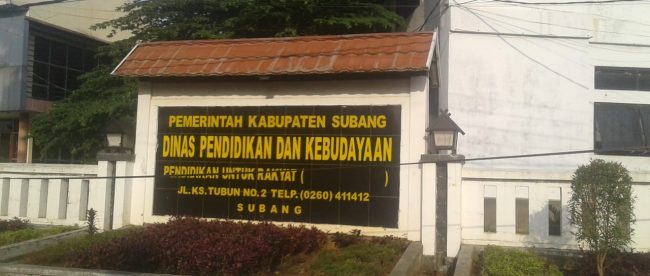 PEMERINTAH KABUPATEN SUBANG
DINAS PENDIDIKAN DAN KEBUDAYAAN
PENDIDIKAN UNTUK RAKYAT ( )
JL.KS.TUBUN NO.2 TELP.(0260) 411412
SUBANG